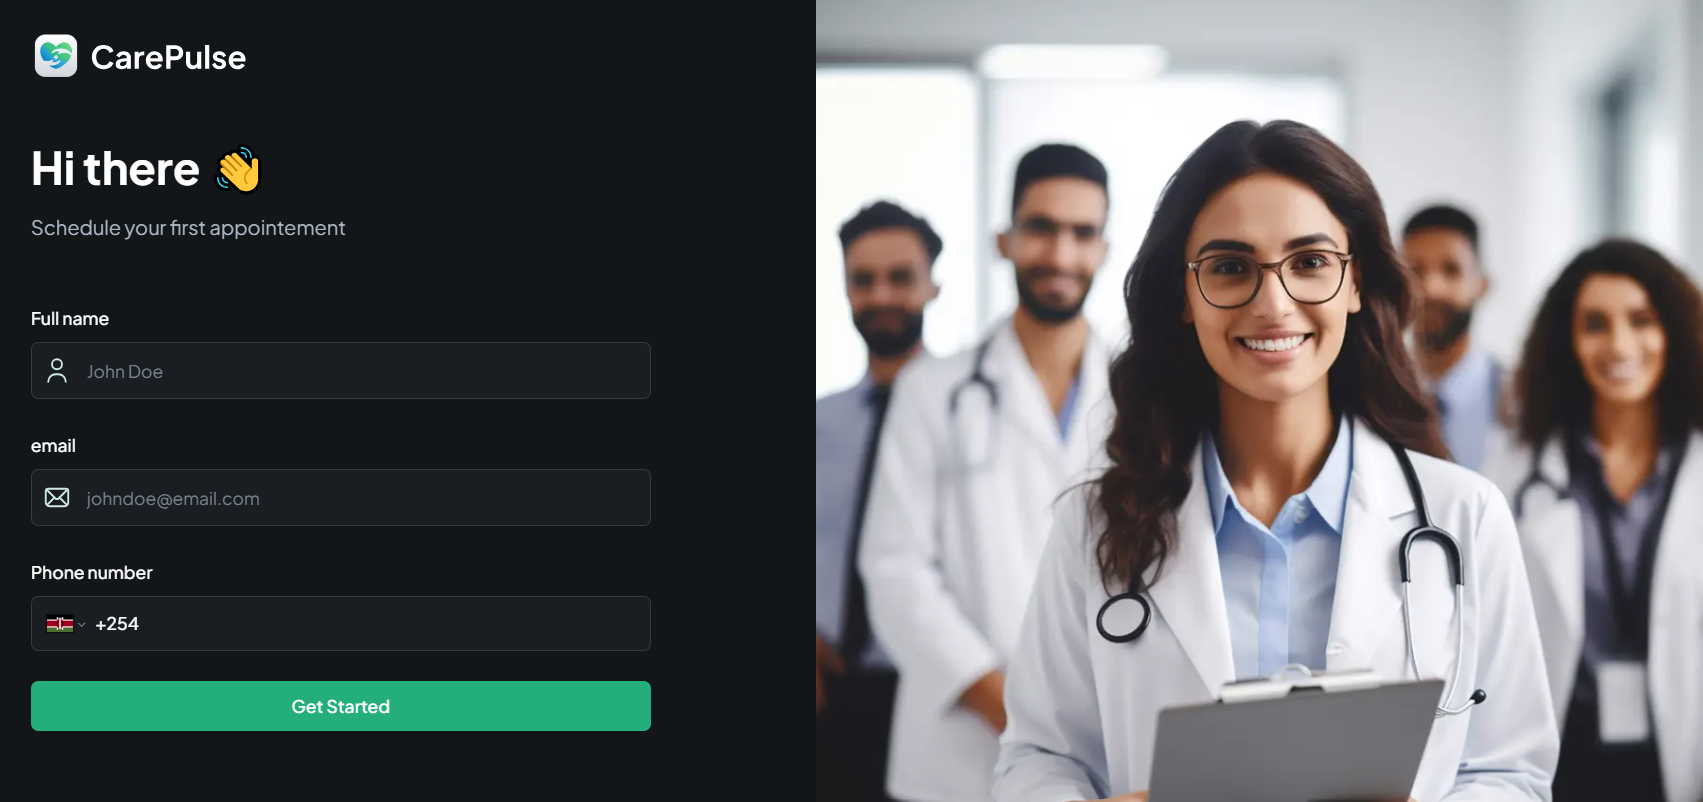 CarePulse
Hi there 👋
Schedule your first appointement
Full name
John Doe
email
johndoe@email.com
Phone number
+254
Get Started